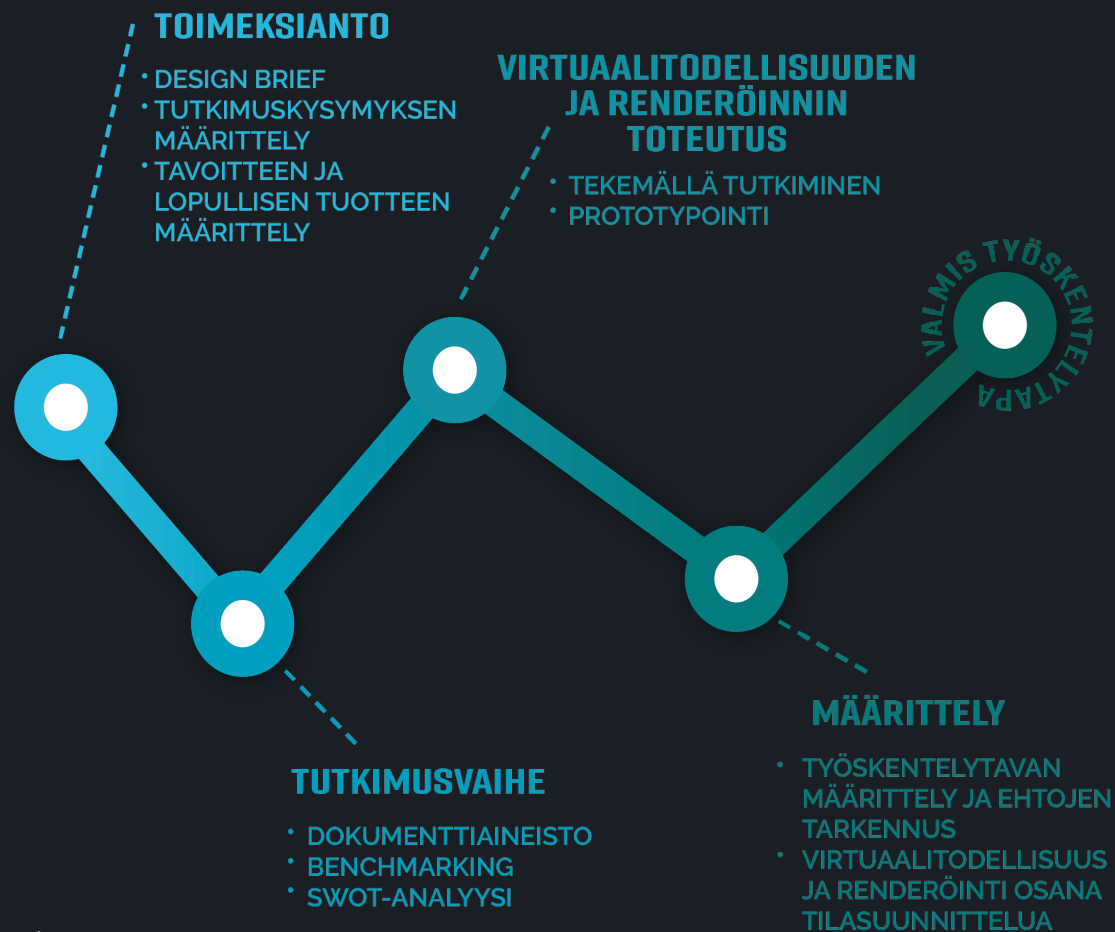 TOIMEKSIANTO
• DESIGN BRIEF
• TUTKIMUSKYSYMYKSEN
MÄÄRITTELY
• TAVOITTEEN JA
LOPULLISEN TUOTTEEN
MÄÄRITTELY
VIRTUAALITODELLISUUDEN
JA RENDERÖINNIN
TOTEUTUS
• TEKEMÄLLÄ TUTKIMINEN
• PROTOTYPOINTI
VALMIS TYÖSKENTELYTAPA
TUTKIMUSVAIHE
• DOKUMENTTIAINEISTO
• BENCHMARKING
• SWOT-ANALYYSI
MÄÄRITTELY
• TYÖSKENTELYTAVAN
MÄÄRITTELY JA EHTOJEN
TARKENNUS
• VIRTUAALITODELLISUUS
JA RENDERÖINTI OSANA
TILASUUNNITTELUA